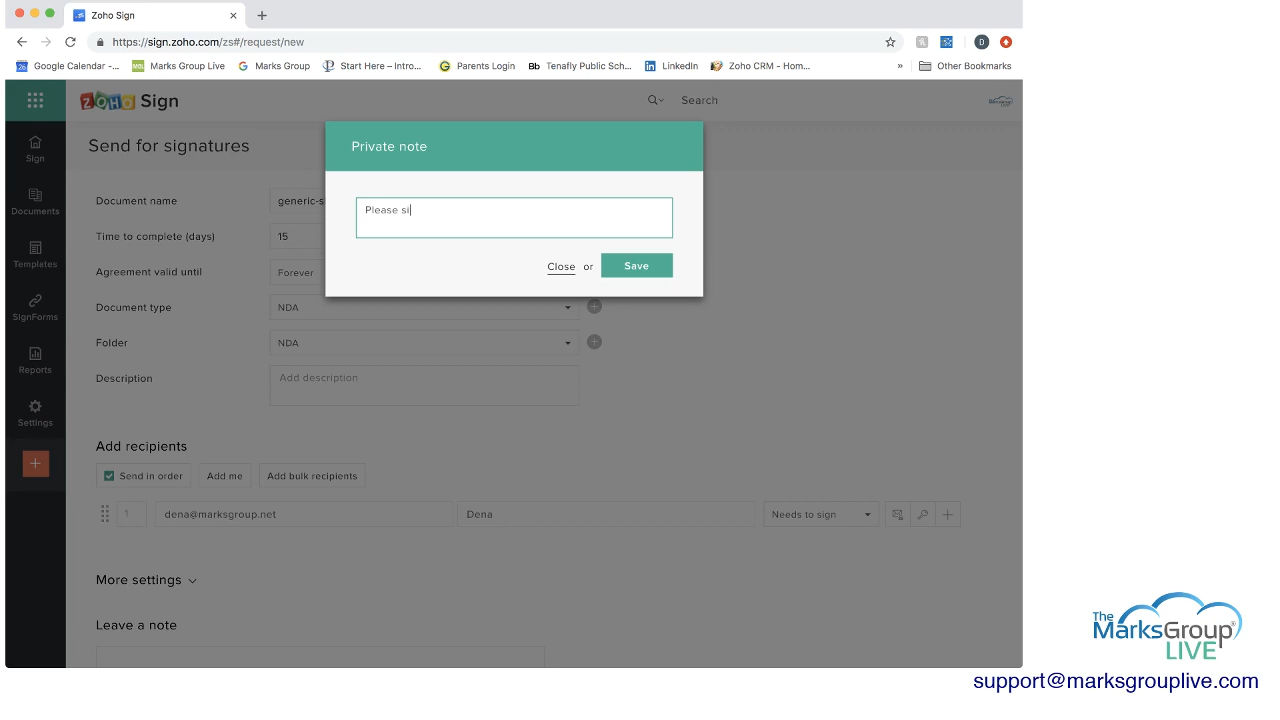 Zoho Sign
https://sign.zoho.com/zs#/request/new
D
26 Google Calendar -... Marks Group Live Marks Group Start Here – Intro... Parents Login Bb Tenafly Public Sch... LinkedIn Zoho CRM - Hom... » Other Bookmarks
ZOHO Sign
Search
Sign
Documents
Templates
SignForms
Reports
Settings
Send for signatures
Private note
Please si
Close or Save
Document name generic-s
Time to complete (days) 15
Agreement valid until Forever
Document type NDA
Folder NDA
Description Add description
Add recipients
Send in order Add me Add bulk recipients
1 dena@marksgroup.net Dena Needs to sign
More settings
Leave a note
The
MarksGroup®
LIVE
support@marksgrouplive.com